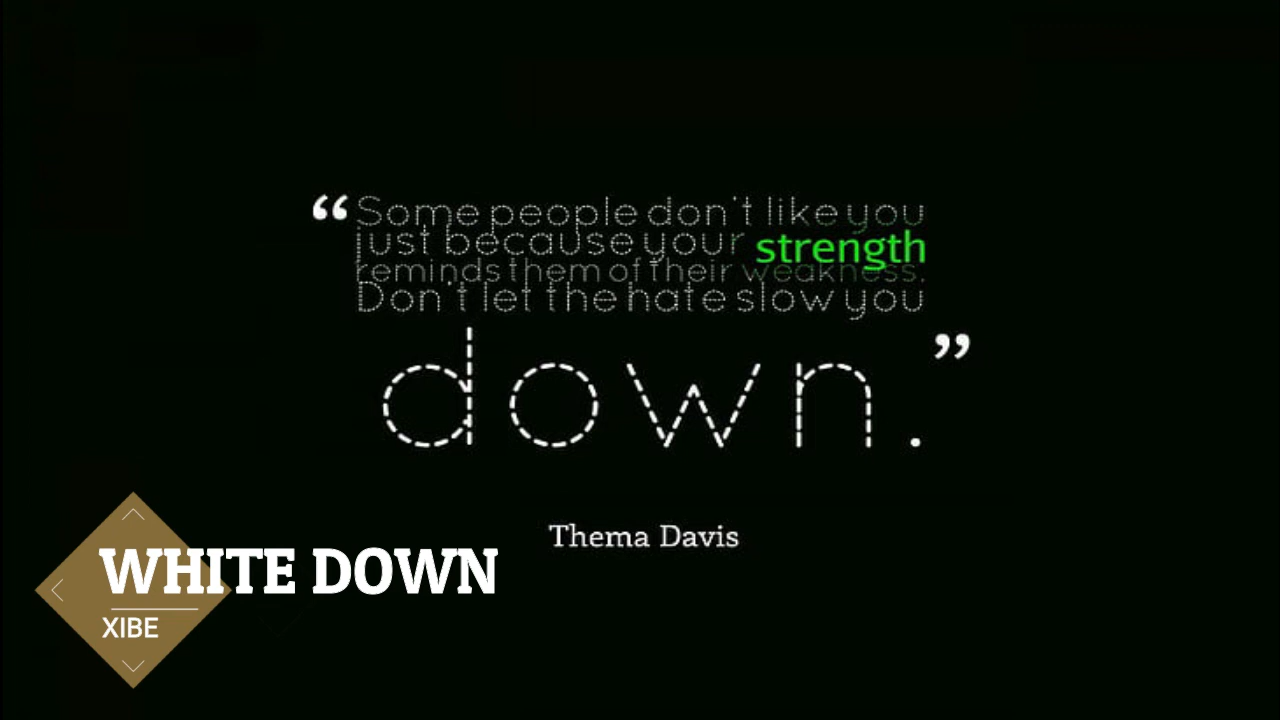 “Some people don't like you
just because your strength
reminds them of their weakness.
Don't let the hate slow you
down.”
Thema Davis
WHITE DOWN
XIBE